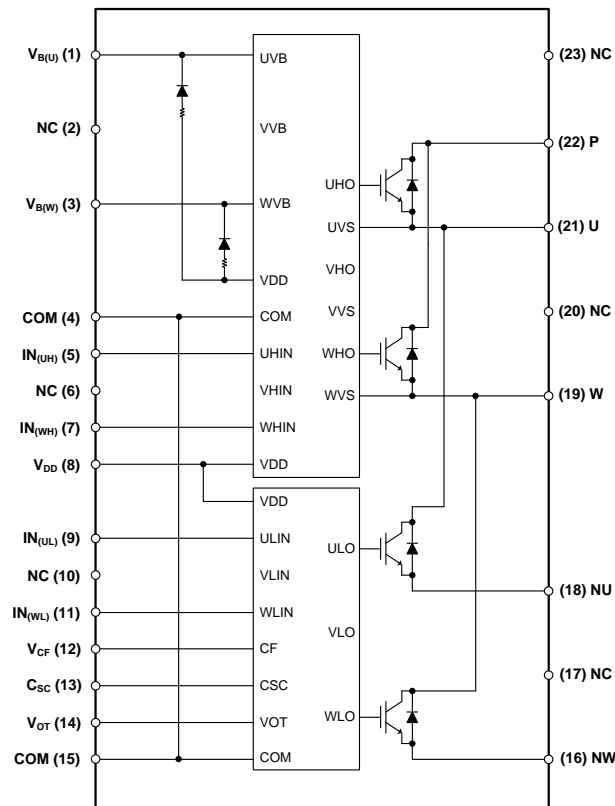 V_B(U) (1)
NC (2)
V_B(W) (3)
COM (4)
IN_(UH) (5)
NC (6)
IN_(WH) (7)
V_DD (8)
IN_(UL) (9)
NC (10)
IN_(WL) (11)
V_CF (12)
C_SC (13)
V_OT (14)
COM (15)
UVB
VVB
WVB
VDD
COM
UHIN
VHIN
WHIN
VDD
UHO
UVS
VHO
VVS
WHO
WVS
VDD
ULIN
VLIN
WLIN
CF
CSC
VOT
COM
ULO
VLO
WLO
(23) NC
(22) P
(21) U
(20) NC
(19) W
(18) NU
(17) NC
(16) NW